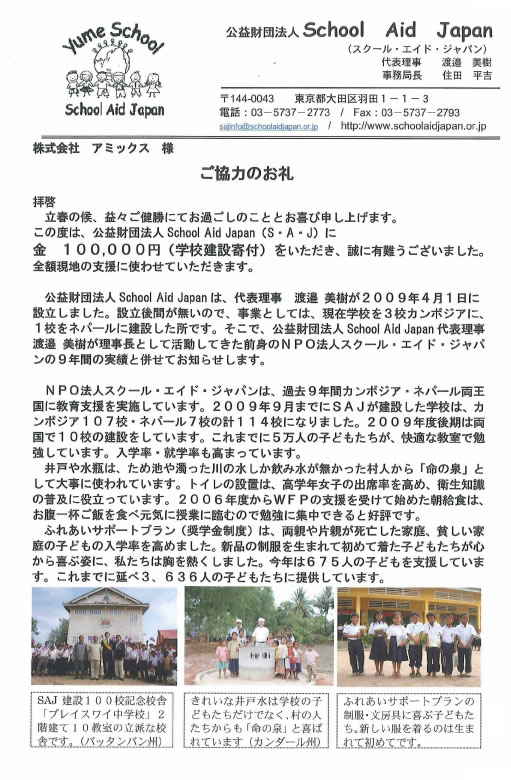 Yume School
School Aid Japan
公益財団法人 School Aid Japan
（スクール・エイド・ジャパン）
代表理事 渡邉 美樹
事務局長 住田 平吉
〒144-0043 東京都大田区羽田１－１－３
電話：03－5737－2773 / Fax：03－5737－2793
sajinfo@schoolaidjapan.or.jp / http://www.schoolaidjapan.or.jp
株式会社 アミックス 様
ご協力のお礼
拝啓
立春の候、益々ご健勝にてお過ごしのこととお喜び申し上げます。
この度は、公益財団法人 School Aid Japan（S・A・J）に
金 １００，０００円（学校建設寄付）をいただき、誠に有難うございました。
全額現地の支援に使わせていただきます。
公益財団法人 School Aid Japan は、代表理事 渡邉 美樹が２００９年４月１日に
設立しました。設立後間が無いので、事業としては、現在学校を３校カンボジアに、
１校をネパールに建設した所です。そこで、公益財団法人 School Aid Japan 代表理事
渡邉 美樹が理事長として活動してきた前身のＮＰＯ法人スクール・エイド・ジャパ
ンの９年間の実績と併せてお知らせします。
ＮＰＯ法人スクール・エイド・ジャパンは、過去９年間カンボジア・ネパール両王
国に教育支援を実施しています。２００９年９月までにＳＡＪが建設した学校は、カ
ンボジア１０７校・ネパール７校の計１１４校になりました。２００９年度後期は両
国で１０校の建設をしています。これまでに５万人の子どもたちが、快適な教室で勉
強しています。入学率・就学率も高まっています。
井戸や水瓶は、ため池や濁った川の水しか飲み水が無かった村人から「命の泉」と
して大事に使われています。トイレの設置は、高学年女子の出席率を高め、衛生知識
の普及に役立っています。２００６年度からＷＦＰの支援を受けて始めた朝給食は、
お腹一杯ご飯を食べ元気に授業に臨むので勉強に集中できると好評です。
ふれあいサポートプラン（奨学金制度）は、両親や片親が死亡した家庭、貧しい家
庭の子どもの入学率を高めました。新品の制服を生まれて初めて着た子どもたちが心
から喜ぶ姿に、私たちは胸を熱くしました。今年は６７５人の子どもを支援していま
す。これまでに延べ３、６３６人の子どもたちに提供しています。
SAJ 建設１００校記念校舎
「プレイスワイ中学校」２
階建て１０教室の立派な校
舎です。（バッタンバン州）
きれいな井戸水は学校の子
どもたちだけでなく、村の人
たちからも「命の泉」と喜ば
れています（カンダール州）
ふれあいサポートプランの
制服・文房具に喜ぶ子どもた
ち。新しい服を着るのは生ま
れて初めてです。